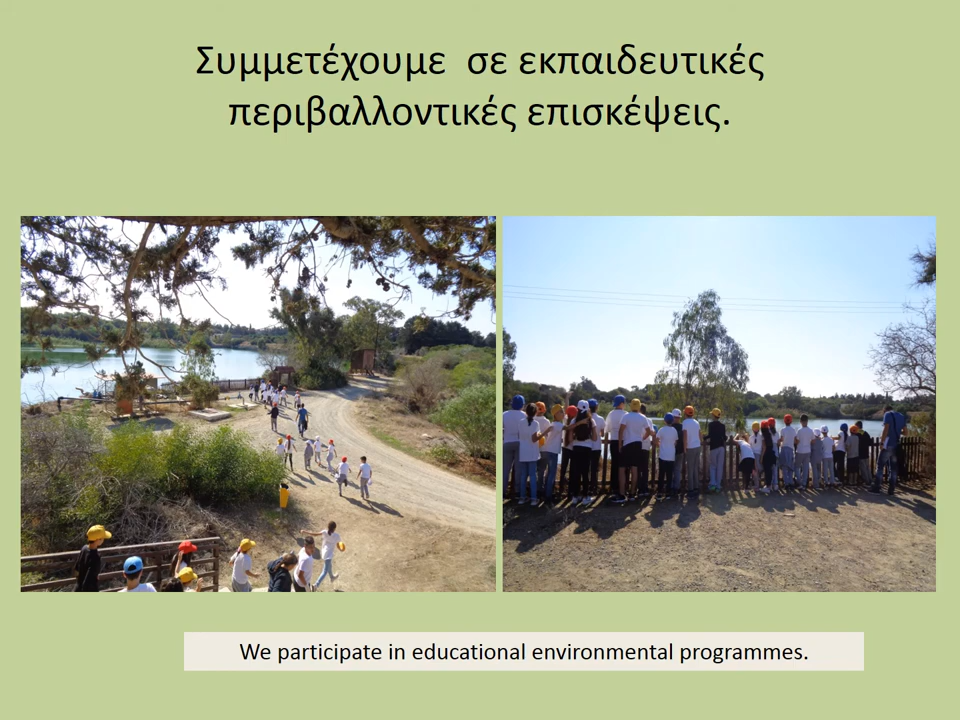 Συμμετέχουμε σε εκπαιδευτικές
περιβαλλοντικές επισκέψεις.
We participate in educational environmental programmes.